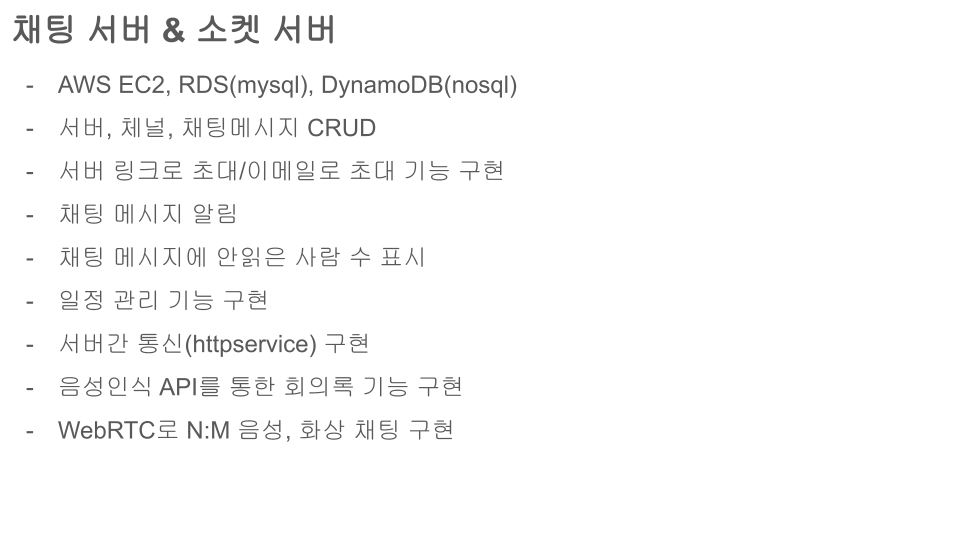 채팅 서버 & 소켓 서버
- AWS EC2, RDS(mysql), DynamoDB(nosql)
- 서버, 체널, 채팅메시지 CRUD
- 서버 링크로 초대/이메일로 초대 기능 구현
- 채팅 메시지 알림
- 채팅 메시지에 안읽은 사람 수 표시
- 일정 관리 기능 구현
- 서버간 통신(httpservice) 구현
- 음성인식 API를 통한 회의록 기능 구현
- WebRTC로 N:M 음성, 화상 채팅 구현